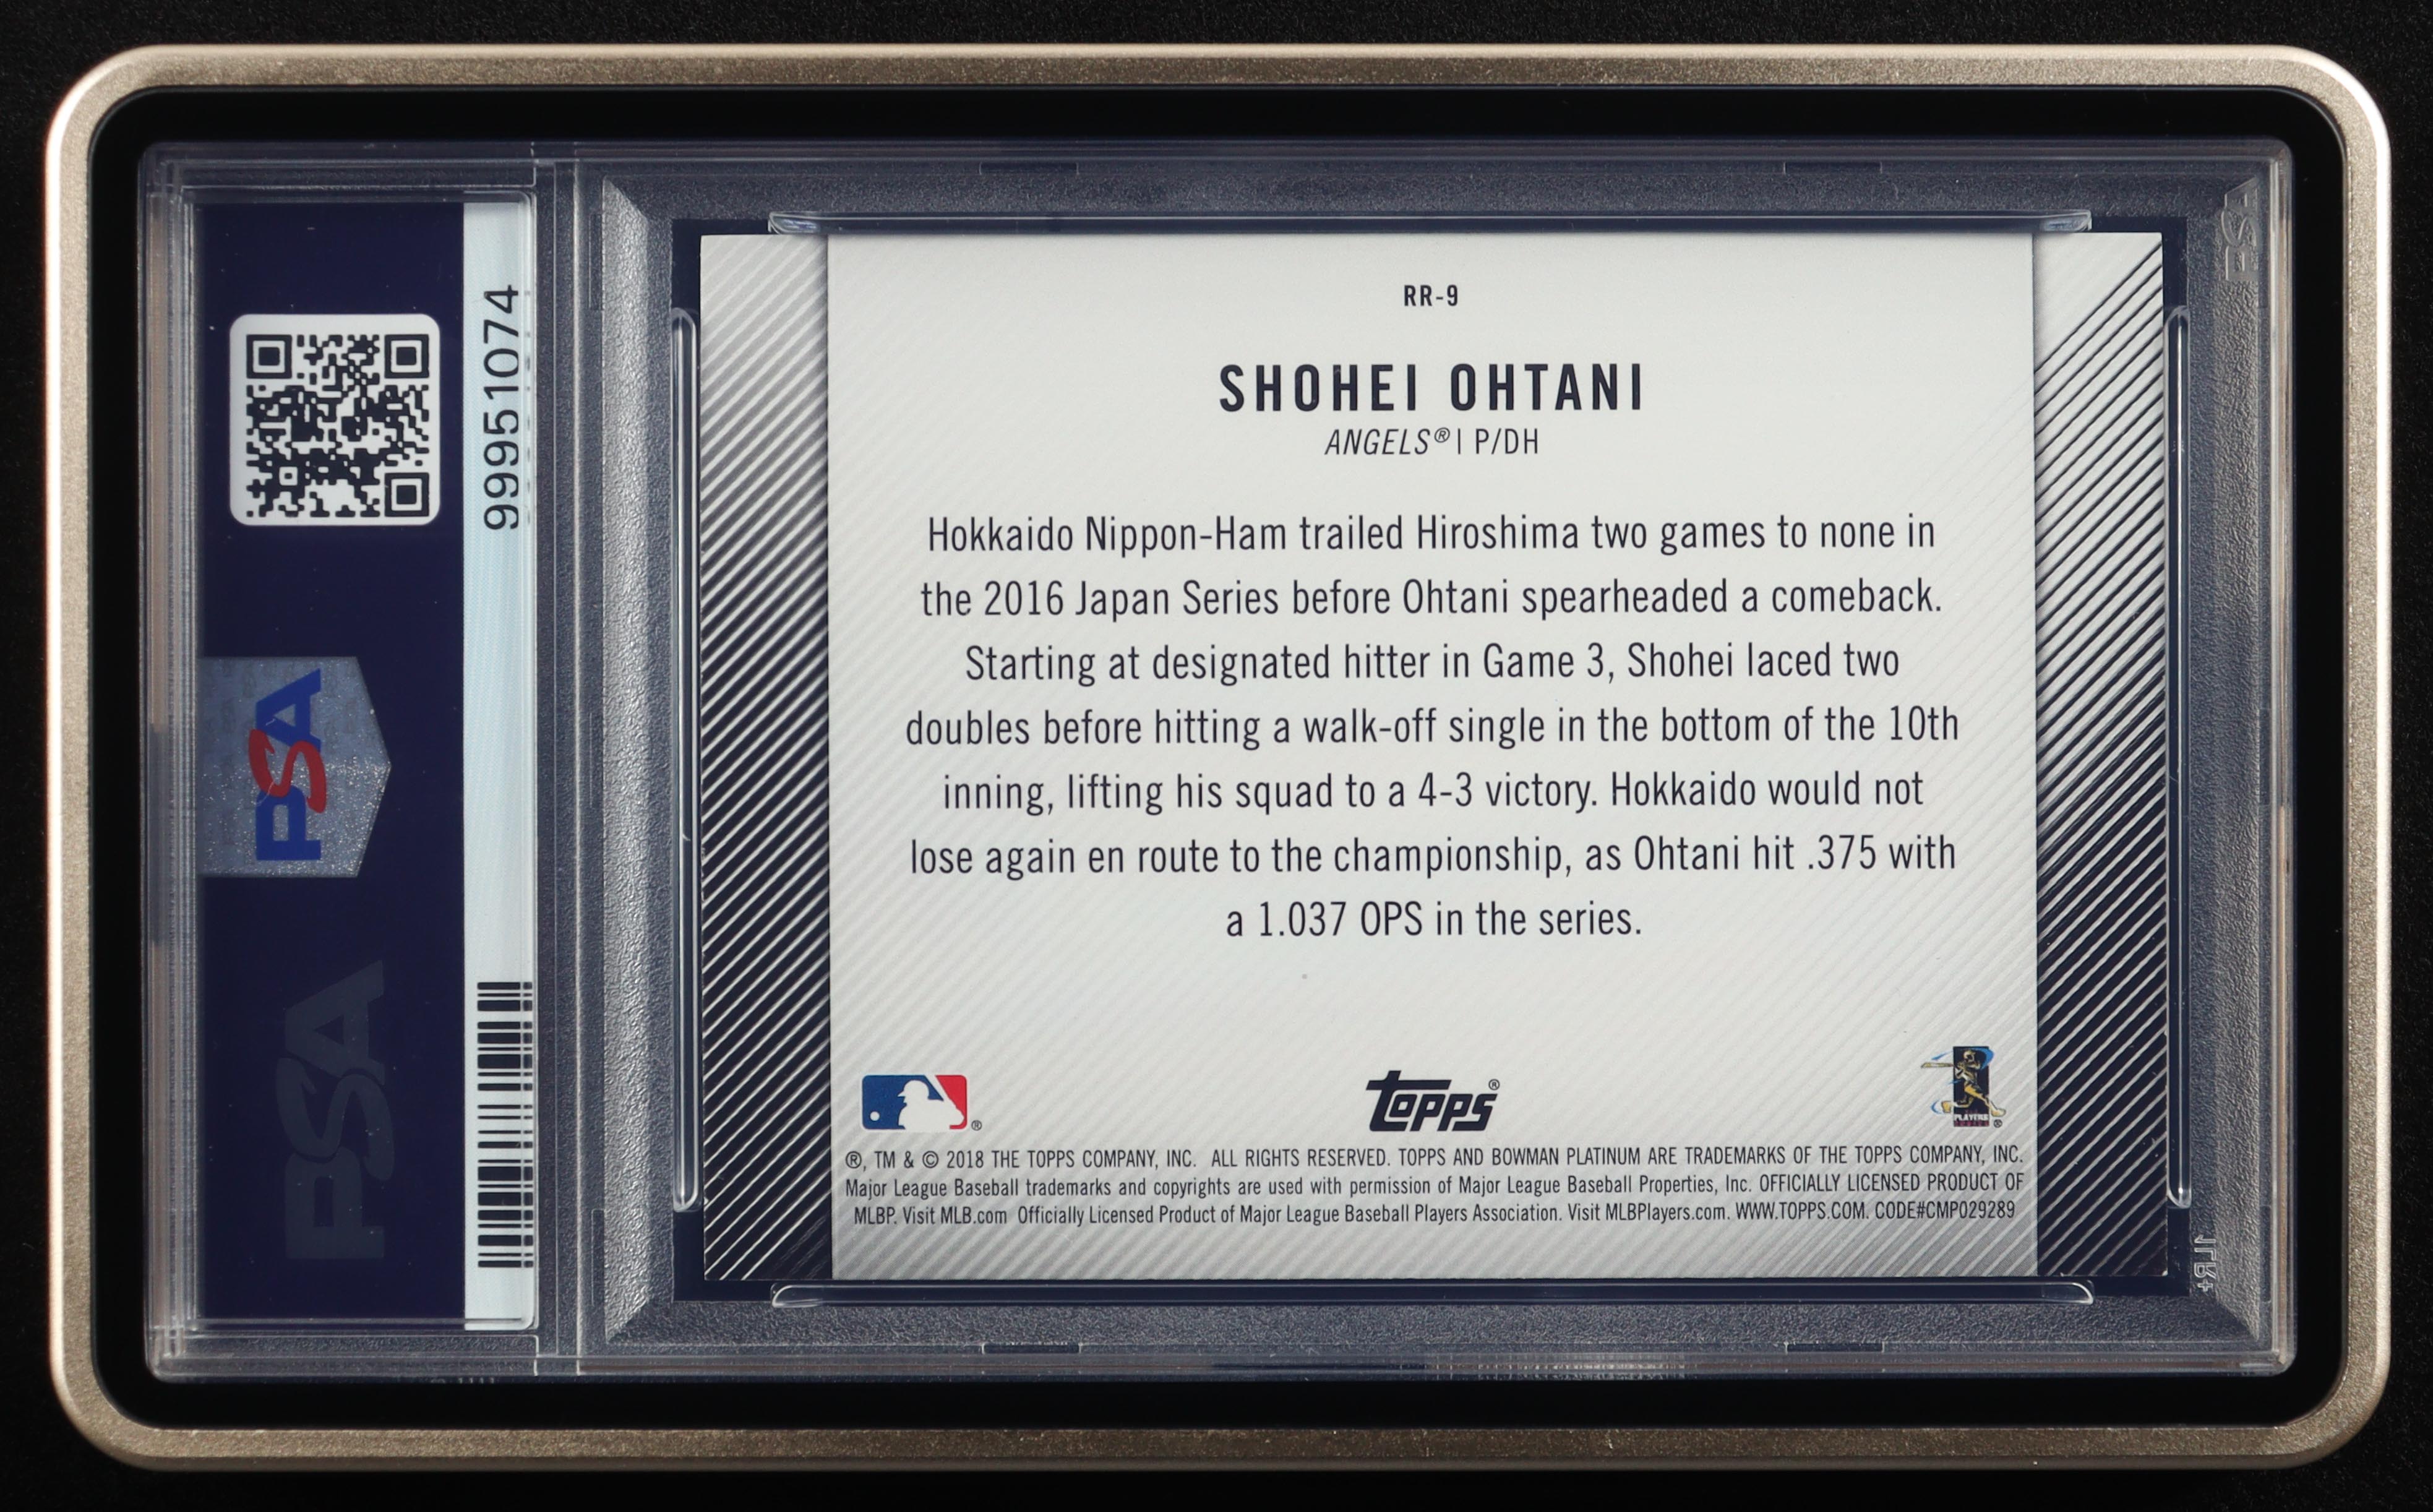 99951074
PSA
PSA
PSA
RR-9
SHOHEI OHTANI
ANGELS® | P/DH
Hokkaido Nippon-Ham trailed Hiroshima two games to none in
the 2016 Japan Series before Ohtani spearheaded a comeback.
Starting at designated hitter in Game 3, Shohei laced two
doubles before hitting a walk-off single in the bottom of the 10th
inning, lifting his squad to a 4-3 victory. Hokkaido would not
lose again en route to the championship, as Ohtani hit .375 with
a 1.037 OPS in the series.
®
TOPPS®
PLAYERS
®
®, TM & © 2018 THE TOPPS COMPANY, INC. ALL RIGHTS RESERVED. TOPPS AND BOWMAN PLATINUM ARE TRADEMARKS OF THE TOPPS COMPANY, INC.
Major League Baseball trademarks and copyrights are used with permission of Major League Baseball Properties, Inc. OFFICIALLY LICENSED PRODUCT OF
MLBP. Visit MLB.com Officially Licensed Product of Major League Baseball Players Association. Visit MLBPlayers.com. WWW.TOPPS.COM. CODE#CMP029289